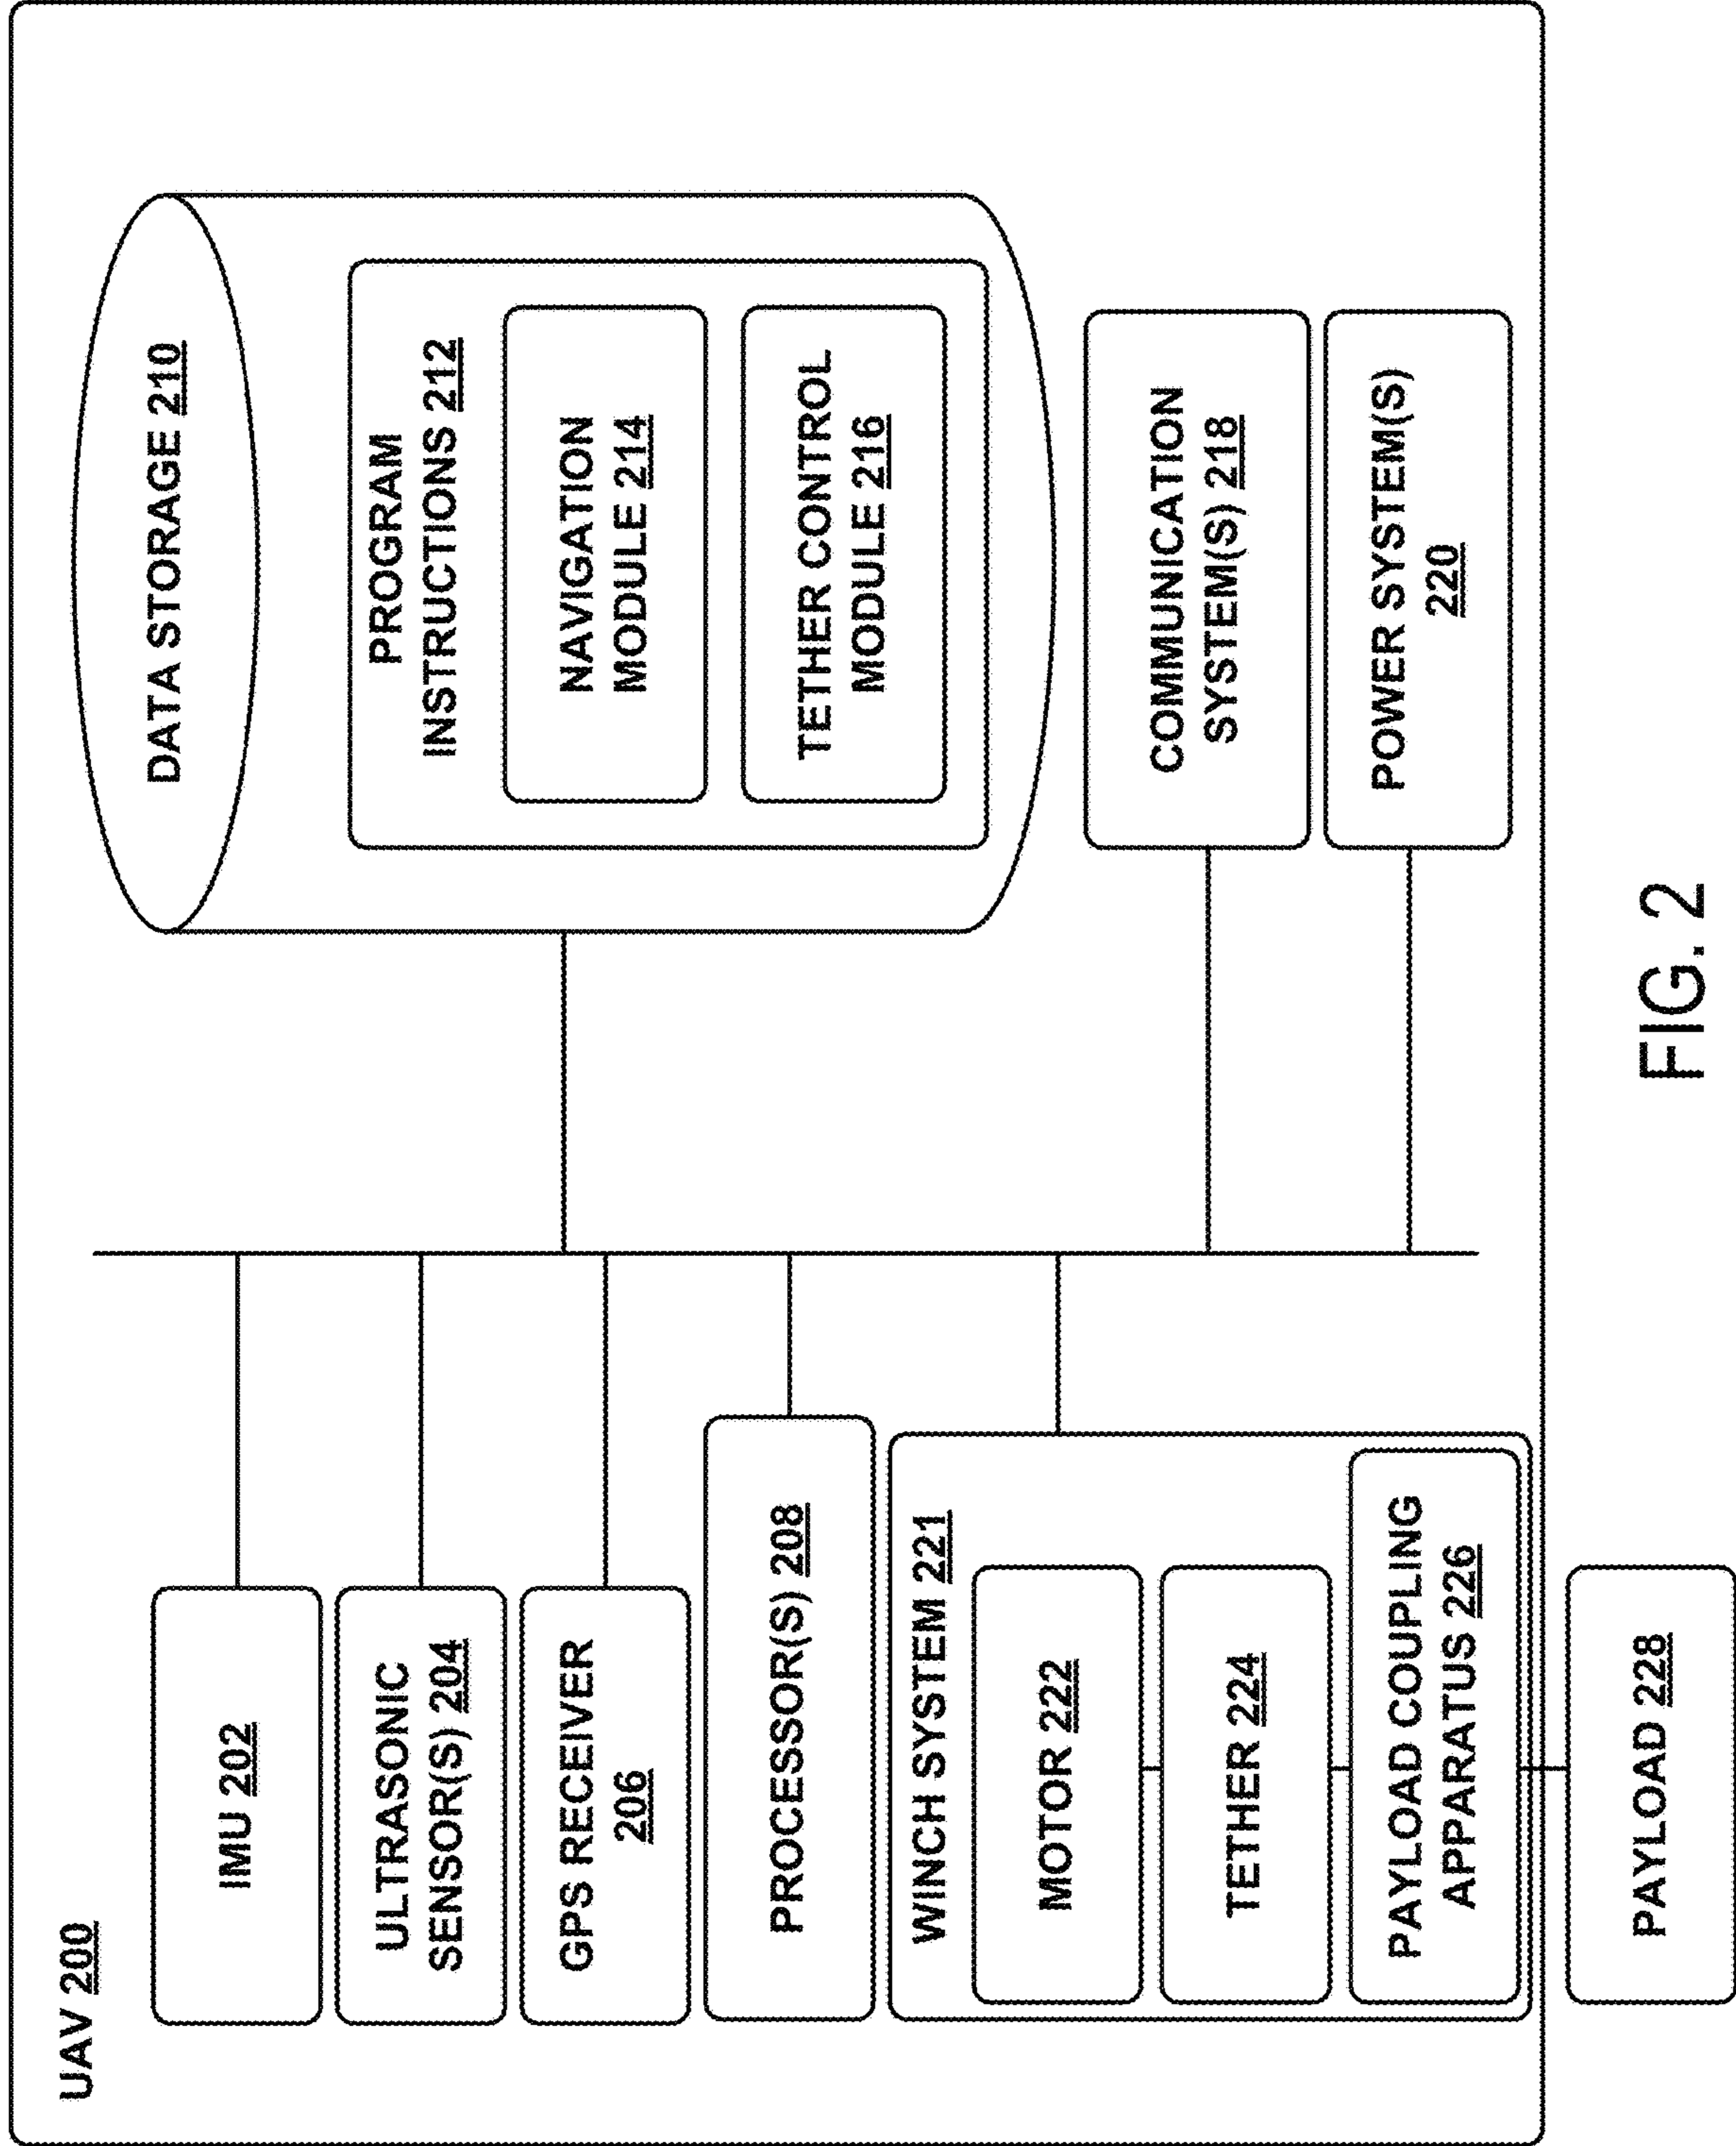 UAV 200
IMU 202
ULTRASONIC
SENSOR(S) 204
GPS RECEIVER
206
PROCESSOR(S) 208
WINCH SYSTEM 221
MOTOR 222
TETHER 224
PAYLOAD COUPLING
APPARATUS 226
PAYLOAD 228
DATA STORAGE 210
PROGRAM
INSTRUCTIONS 212
NAVIGATION
MODULE 214
TETHER CONTROL
MODULE 216
COMMUNICATION
SYSTEM(S) 218
POWER SYSTEM(S)
220
FIG. 2